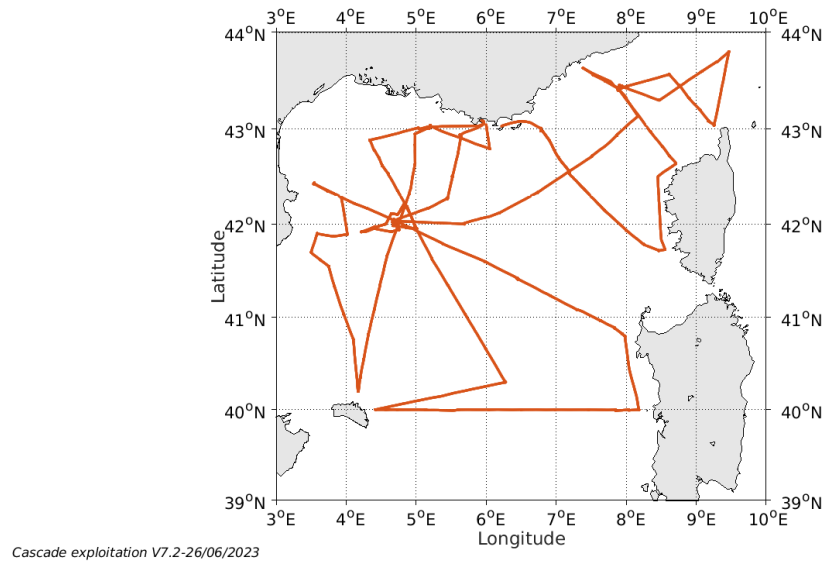 3°E 4°E 5°E 6°E 7°E 8°E 9°E 10°E
44°N 44°N
43°N 43°N
42°N 42°N
Latitude
41°N 41°N
40°N 40°N
39°N 39°N
3°E 4°E 5°E 6°E 7°E 8°E 9°E 10°E
Longitude
Cascade exploitation V7.2-26/06/2023